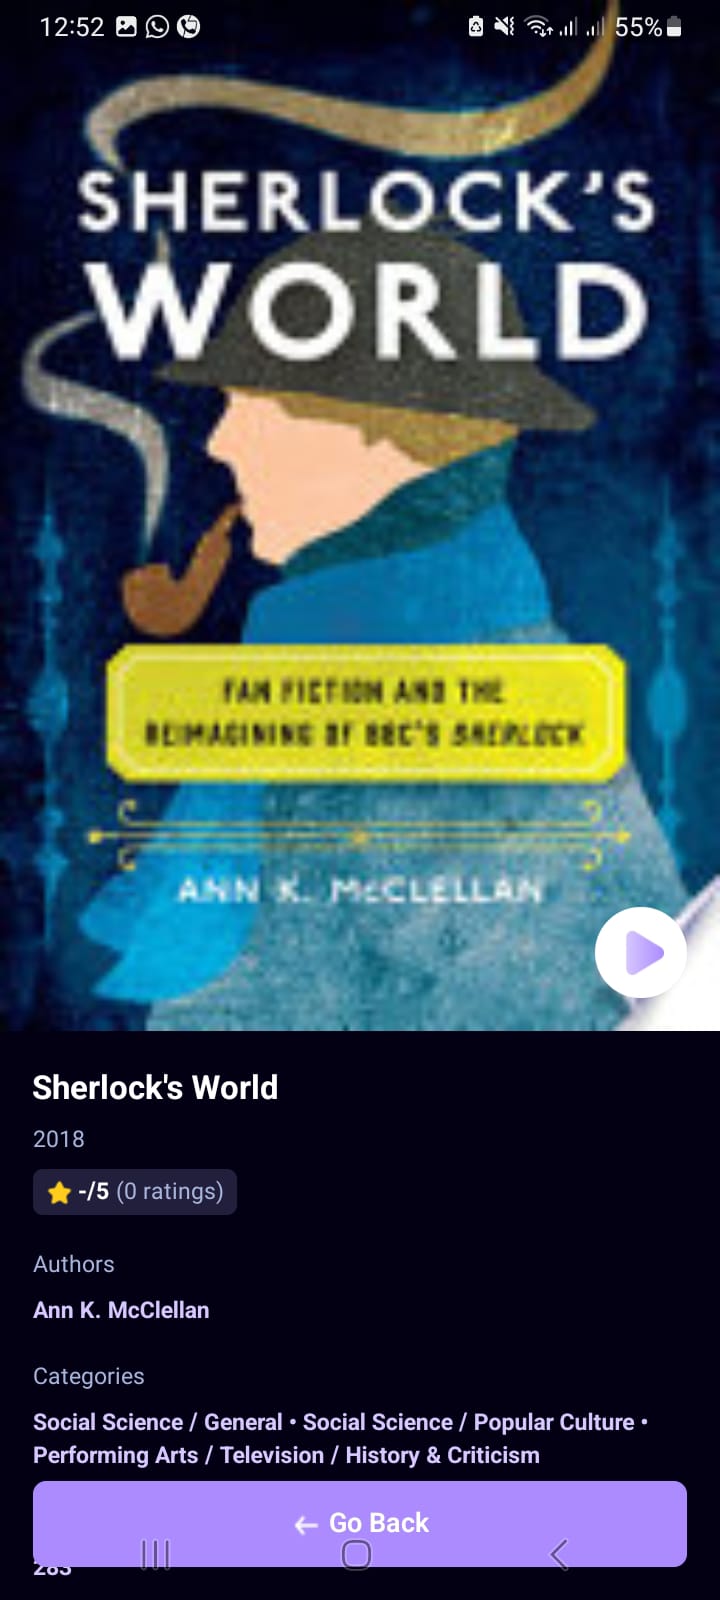 12:52
55%
SHERLOCK'S
WORLD
FAN FICTION AND THE
REIMAGINING OF BBC'S SHERLOCK
ANN K. McCLELLAN
Sherlock's World
2018
-/5 (0 ratings)
Authors
Ann K. McClellan
Categories
Social Science / General • Social Science / Popular Culture •
Performing Arts / Television / History & Criticism
← Go Back
283